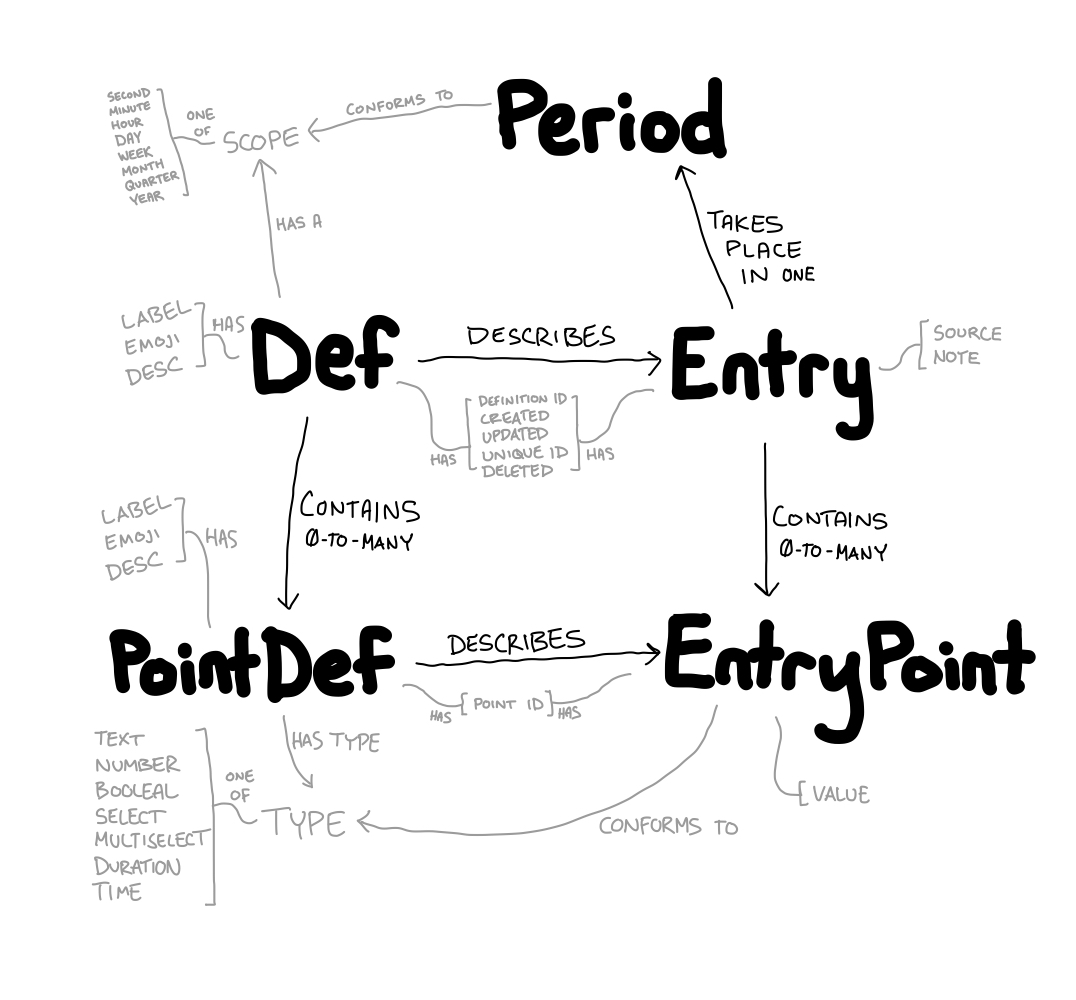 SECOND
MINUTE
HOUR
DAY
WEEK
MONTH
QUARTER
YEAR
ONE
OF
SCOPE
CONFORMS TO
Period
HAS A
TAKES
PLACE
IN ONE
LABEL
EMOJI
DESC
HAS
Def
DESCRIBES
Entry
SOURCE
NOTE
HAS
DEFINITION ID
CREATED
UPDATED
UNIQUE ID
DELETED
HAS
CONTAINS
0-TO-MANY
CONTAINS
0-TO-MANY
LABEL
EMOJI
DESC
HAS
PointDef
DESCRIBES
EntryPoint
HAS
POINT ID
HAS
HAS TYPE
TEXT
NUMBER
BOOLEAL
SELECT
MULTISELECT
DURATION
TIME
ONE
OF
TYPE
CONFORMS TO
VALUE